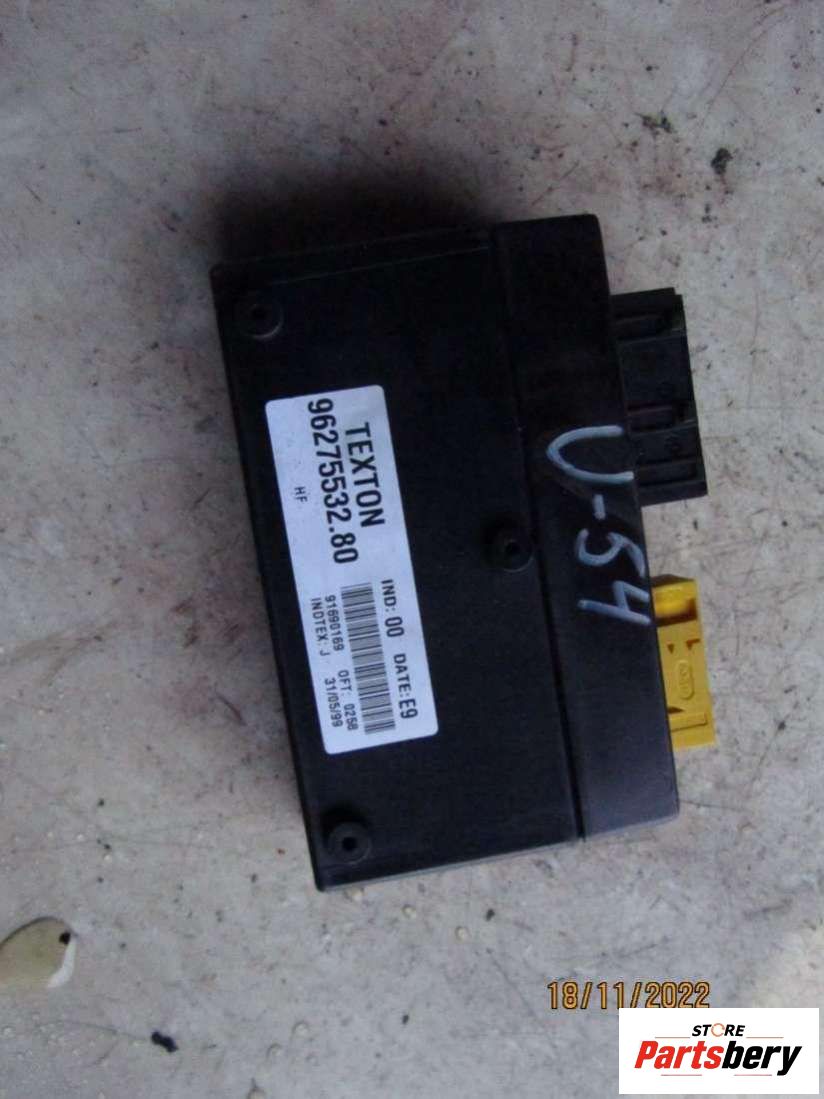 TEXTON
96275532.80
HF
IND: 00 DATE: E9
91690169 OFT: 0258
INDTEX: J 31/05/99
U-54
18/11/2022
STORE
Partsbery